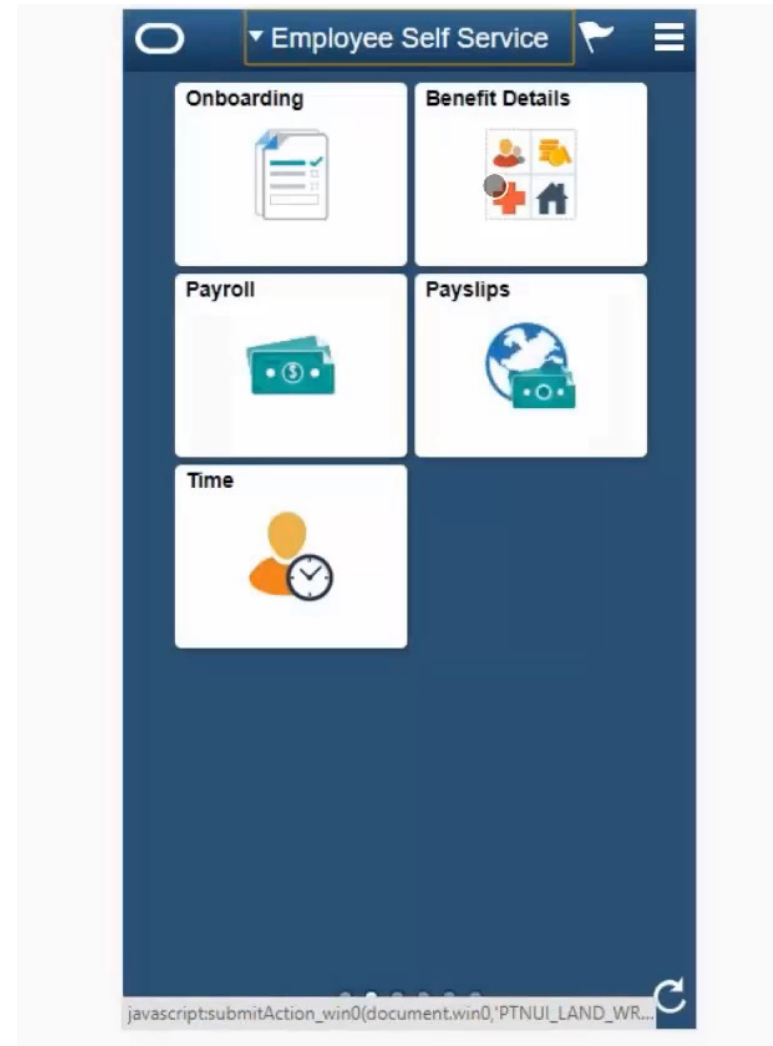 Employee Self Service
Onboarding
Benefit Details
Payroll
$
Payslips
Time
javascript:submitAction_win0(document.win0,'PTNUI_LAND_WR...